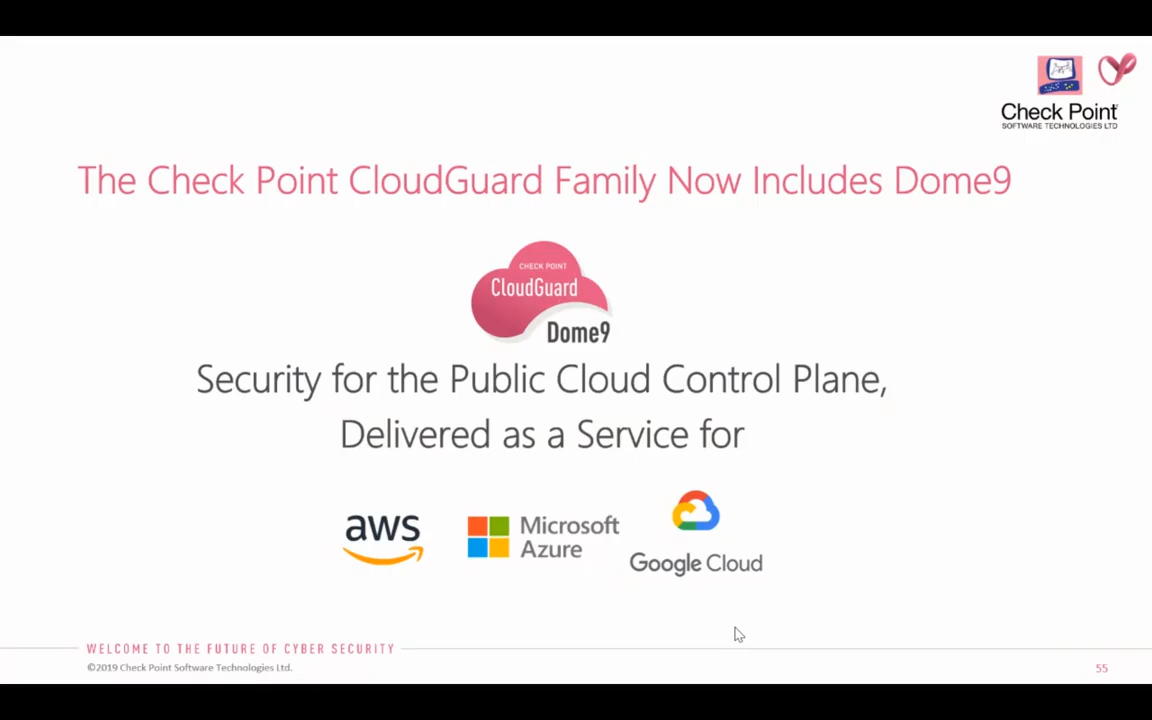 Check Point
SOFTWARE TECHNOLOGIES LTD
The Check Point CloudGuard Family Now Includes Dome9
CHECK POINT
CloudGuard
Dome9
Security for the Public Cloud Control Plane,
Delivered as a Service for
aws
Microsoft
Azure
Google Cloud
WELCOME TO THE FUTURE OF CYBER SECURITY
©2019 Check Point Software Technologies Ltd.
55